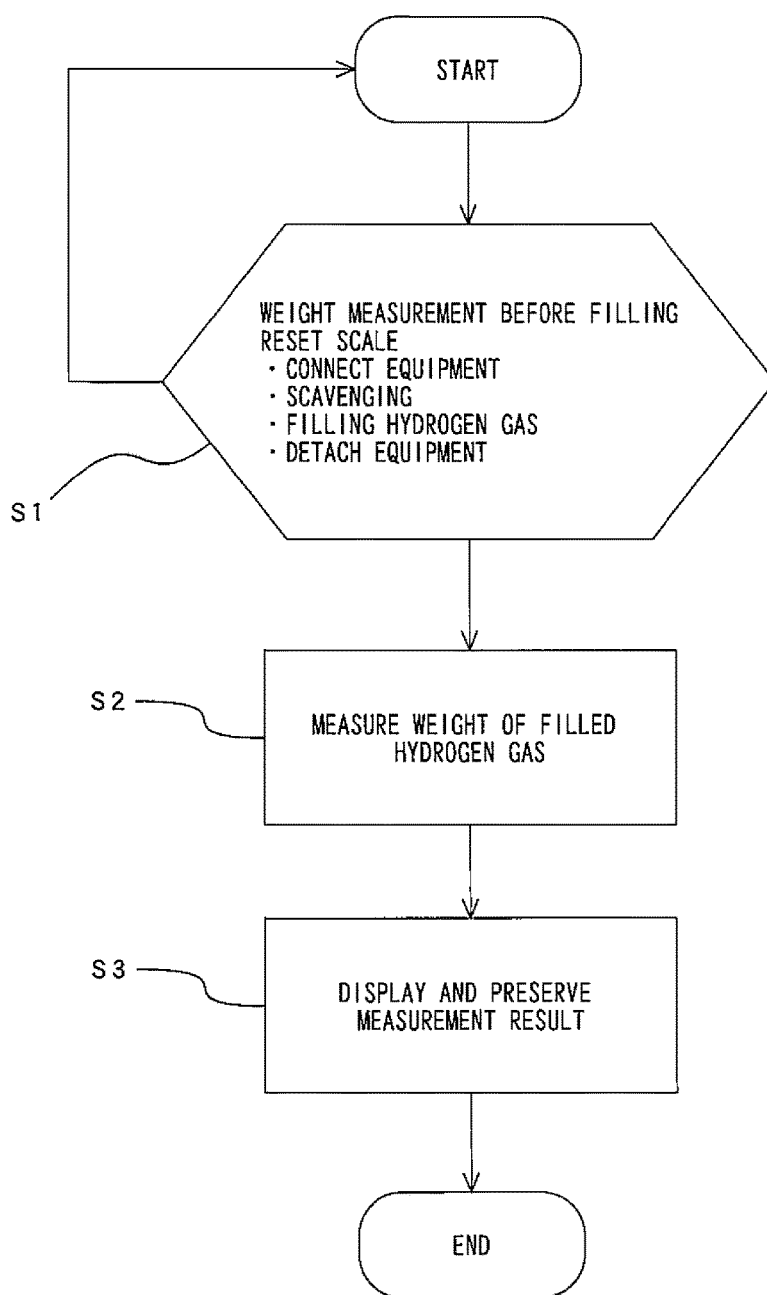 START
WEIGHT MEASUREMENT BEFORE FILLING
RESET SCALE
・CONNECT EQUIPMENT
・SCAVENGING
・FILLING HYDROGEN GAS
・DETACH EQUIPMENT
S1
S2
MEASURE WEIGHT OF FILLED
HYDROGEN GAS
S3
DISPLAY AND PRESERVE
MEASUREMENT RESULT
END